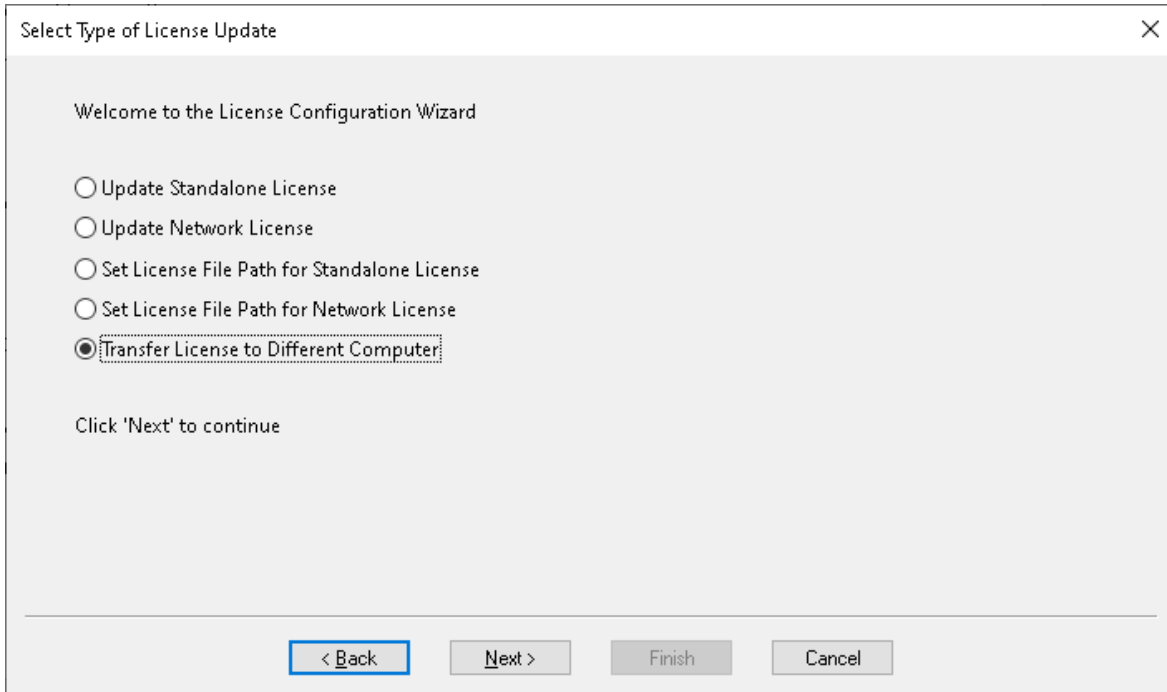 Select Type of License Update
Welcome to the License Configuration Wizard
Update Standalone License
Update Network License
Set License File Path for Standalone License
Set License File Path for Network License
Transfer License to Different Computer
Click 'Next' to continue
< Back
Next >
Finish
Cancel